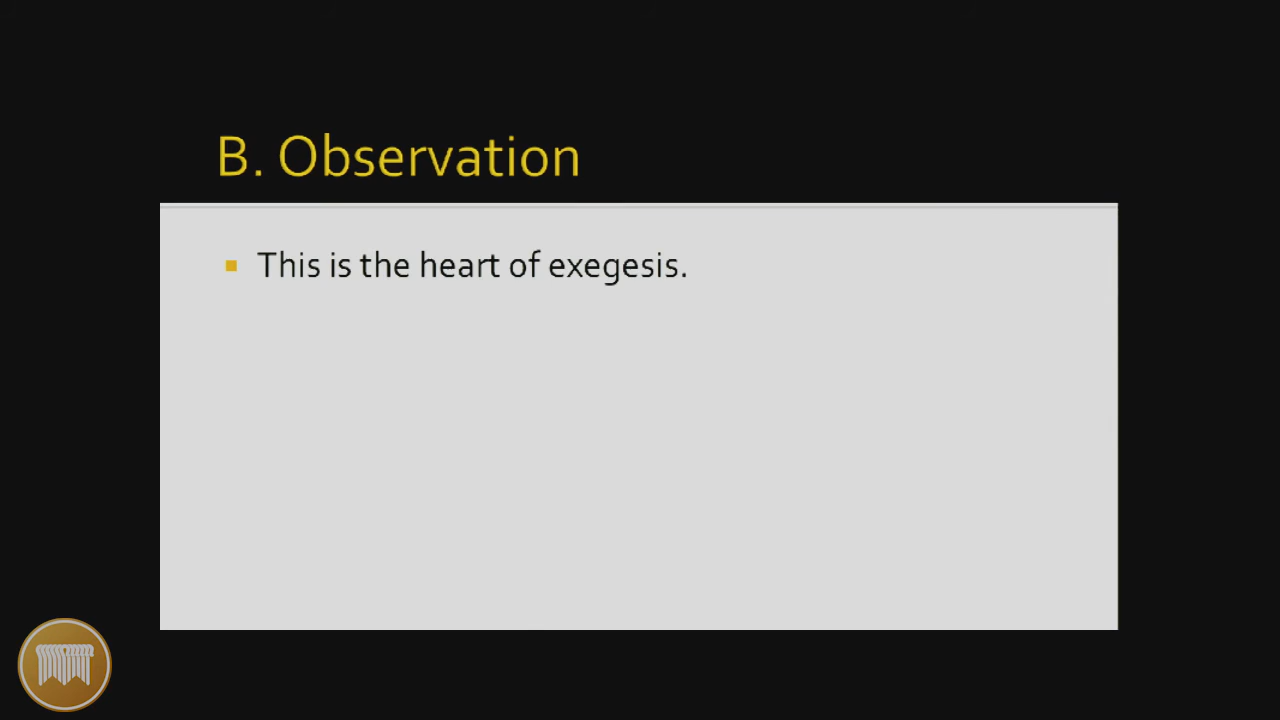 B. Observation
This is the heart of exegesis.